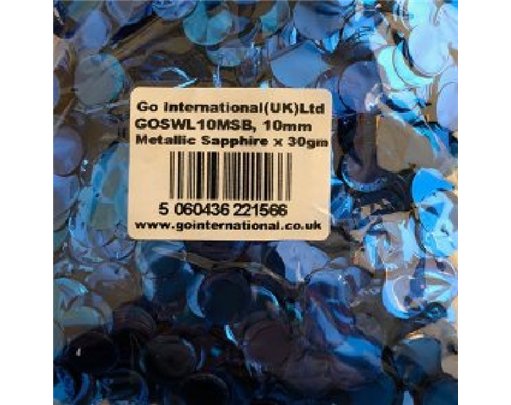 Go International(UK)Ltd
GOSWL10MSB, 10mm
Metallic Sapphire x 30gm
5 060436 221566
www.gointernational.co.uk